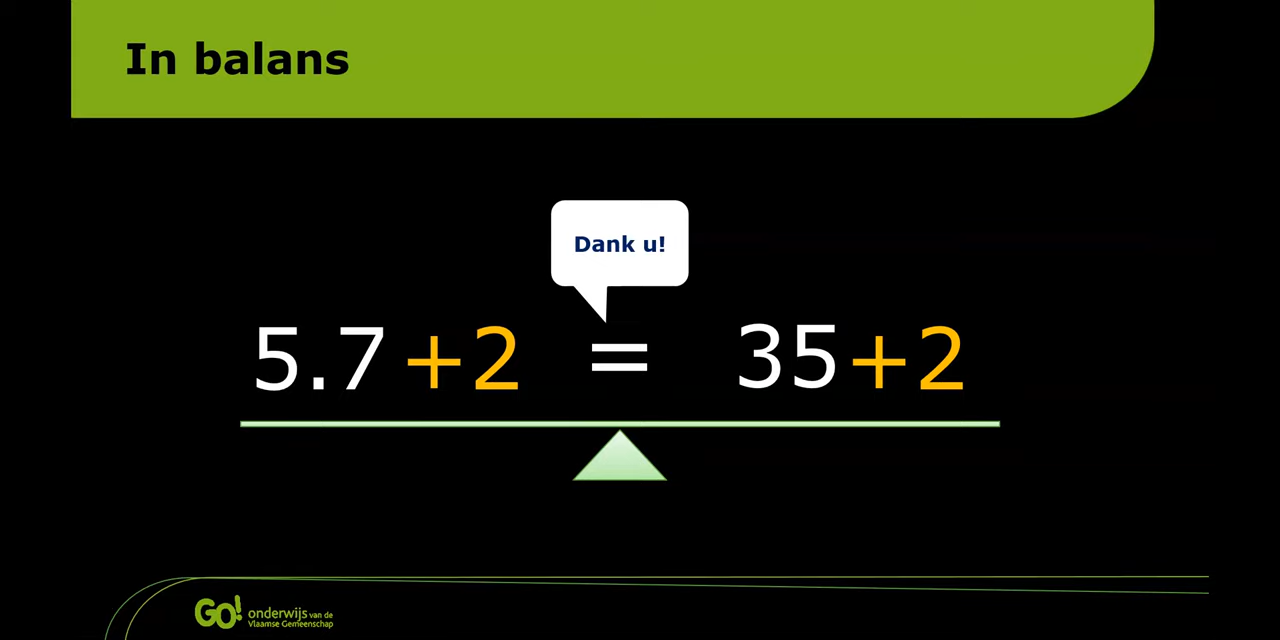 In balans
Dank u!
5.7 +2 = 35 +2
GO! onderwijs van de
Vlaamse Gemeenschap